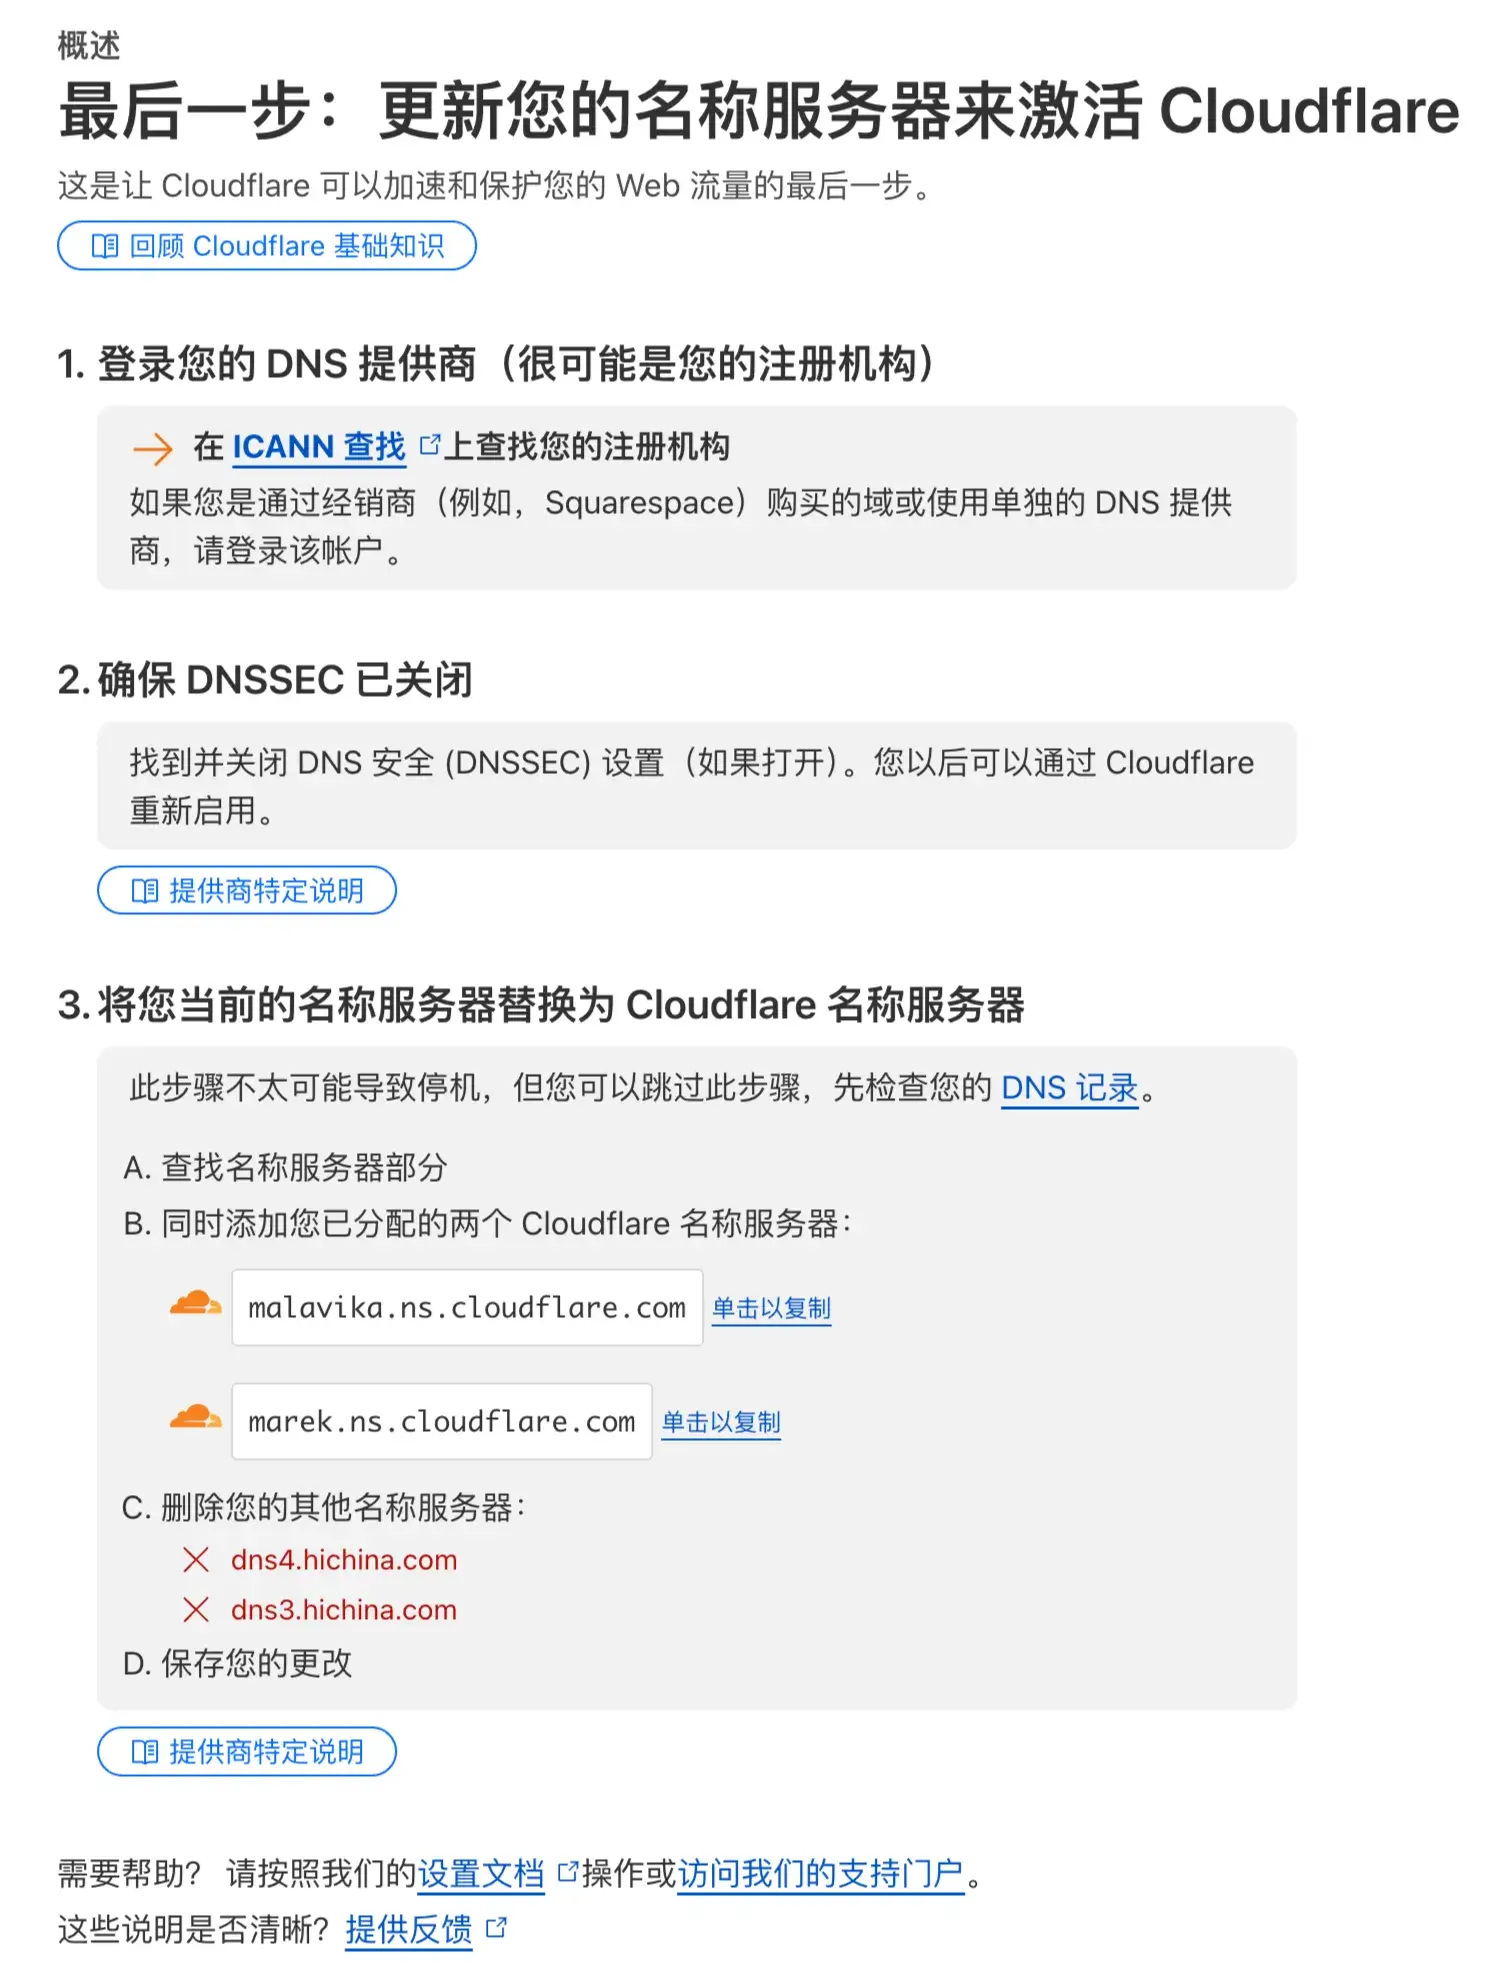 概述
最后一步：更新您的名称服务器来激活 Cloudflare
这是让 Cloudflare 可以加速和保护您的 Web 流量的最后一步。
回顾 Cloudflare 基础知识
1. 登录您的 DNS 提供商（很可能是您的注册机构）
在 ICANN 查找 上查找您的注册机构
如果您是通过经销商（例如，Squarespace）购买的域或使用单独的 DNS 提供
商，请登录该帐户。
2. 确保 DNSSEC 已关闭
找到并关闭 DNS 安全 (DNSSEC) 设置（如果打开）。您以后可以通过 Cloudflare
重新启用。
提供商特定说明
3. 将您当前的名称服务器替换为 Cloudflare 名称服务器
此步骤不太可能导致停机，但您可以跳过此步骤，先检查您的 DNS 记录。
A. 查找名称服务器部分
B. 同时添加您已分配的两个 Cloudflare 名称服务器：
malavika.ns.cloudflare.com 单击以复制
marek.ns.cloudflare.com 单击以复制
C. 删除您的其他名称服务器：
dns4.hichina.com
dns3.hichina.com
D. 保存您的更改
提供商特定说明
需要帮助？ 请按照我们的设置文档 操作或访问我们的支持门户。
这些说明是否清晰？提供反馈